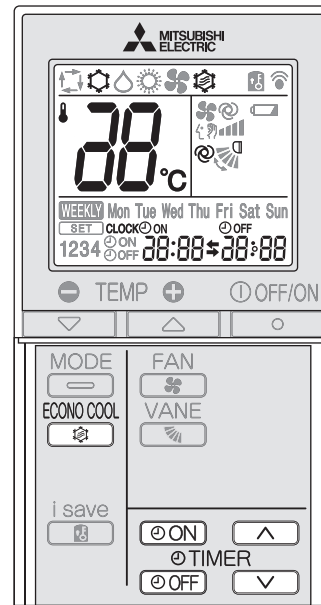 MITSUBISHI
ELECTRIC
88°C
WEEKLY Mon Tue Wed Thu Fri Sat Sun
SET CLOCK ON OFF
1234 ON OFF 88:88 88:88
TEMP OFF/ON
MODE FAN
ECONO COOL VANE
i save
ON
TIMER
OFF